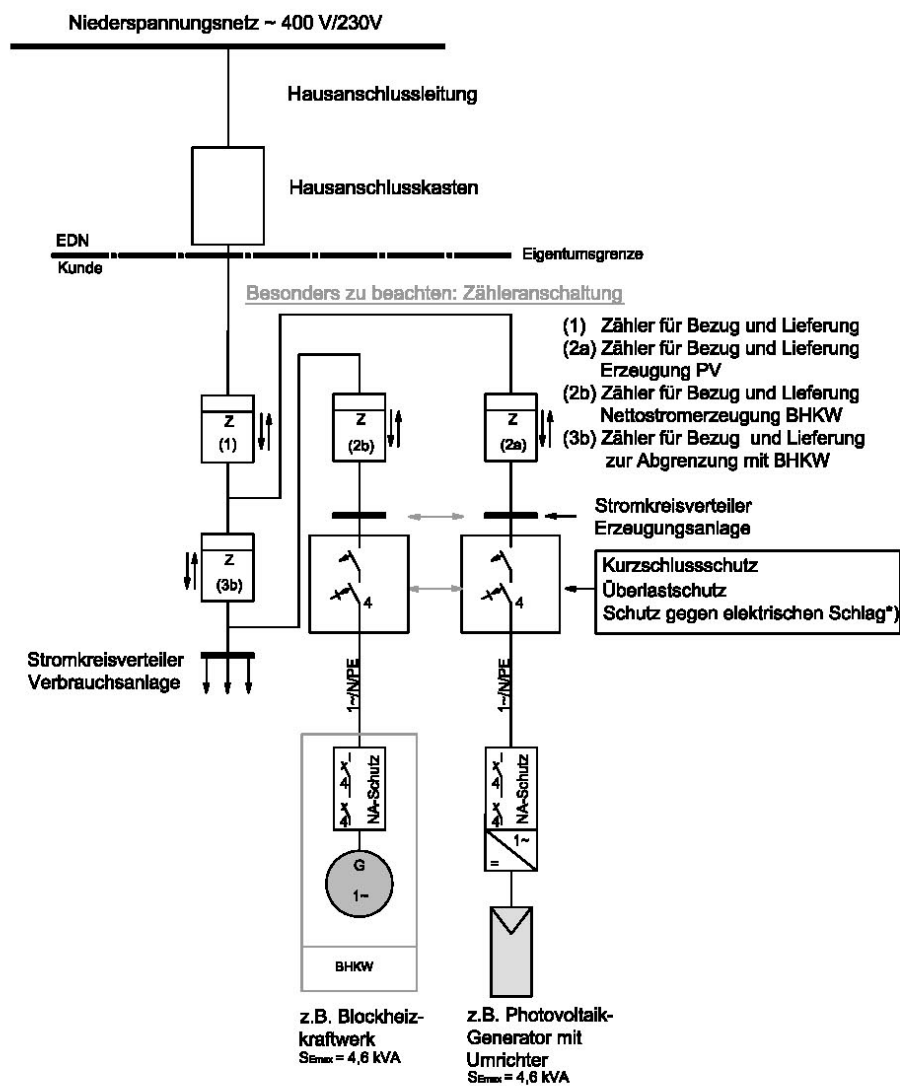 Niederspannungsnetz ~ 400 V/230V
Hausanschlussleitung
Hausanschlusskasten
EDN
Kunde
Eigentumsgrenze
Besonders zu beachten: Zähleranschaltung
(1) Zähler für Bezug und Lieferung
(2a) Zähler für Bezug und Lieferung
Erzeugung PV
(2b) Zähler für Bezug und Lieferung
Nettostromerzeugung BHKW
(3b) Zähler für Bezug und Lieferung
zur Abgrenzung mit BHKW
Z
(1)
Z
(2b)
Z
(2a)
Z
(3b)
Stromkreisverteiler
Erzeugungsanlage
4
4
Kurzschlussschutz
Überlastschutz
Schutz gegen elektrischen Schlag*)
Stromkreisverteiler
Verbrauchsanlage
1~/N/PE
1~/N/PE
NA-Schutz
NA-Schutz
G
1~
1~
=
BHKW
z.B. Blockheiz-
kraftwerk
SEmax = 4,6 kVA
z.B. Photovoltaik-
Generator mit
Umrichter
SEmax = 4,6 kVA